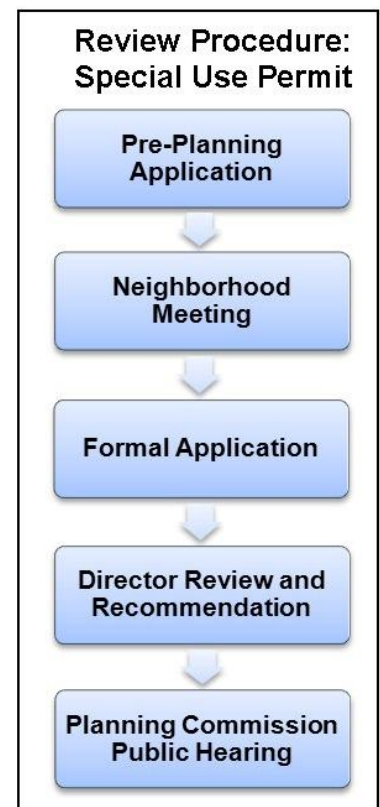 Review Procedure:
Special Use Permit
Pre-Planning
Application
Neighborhood
Meeting
Formal Application
Director Review and
Recommendation
Planning Commission
Public Hearing